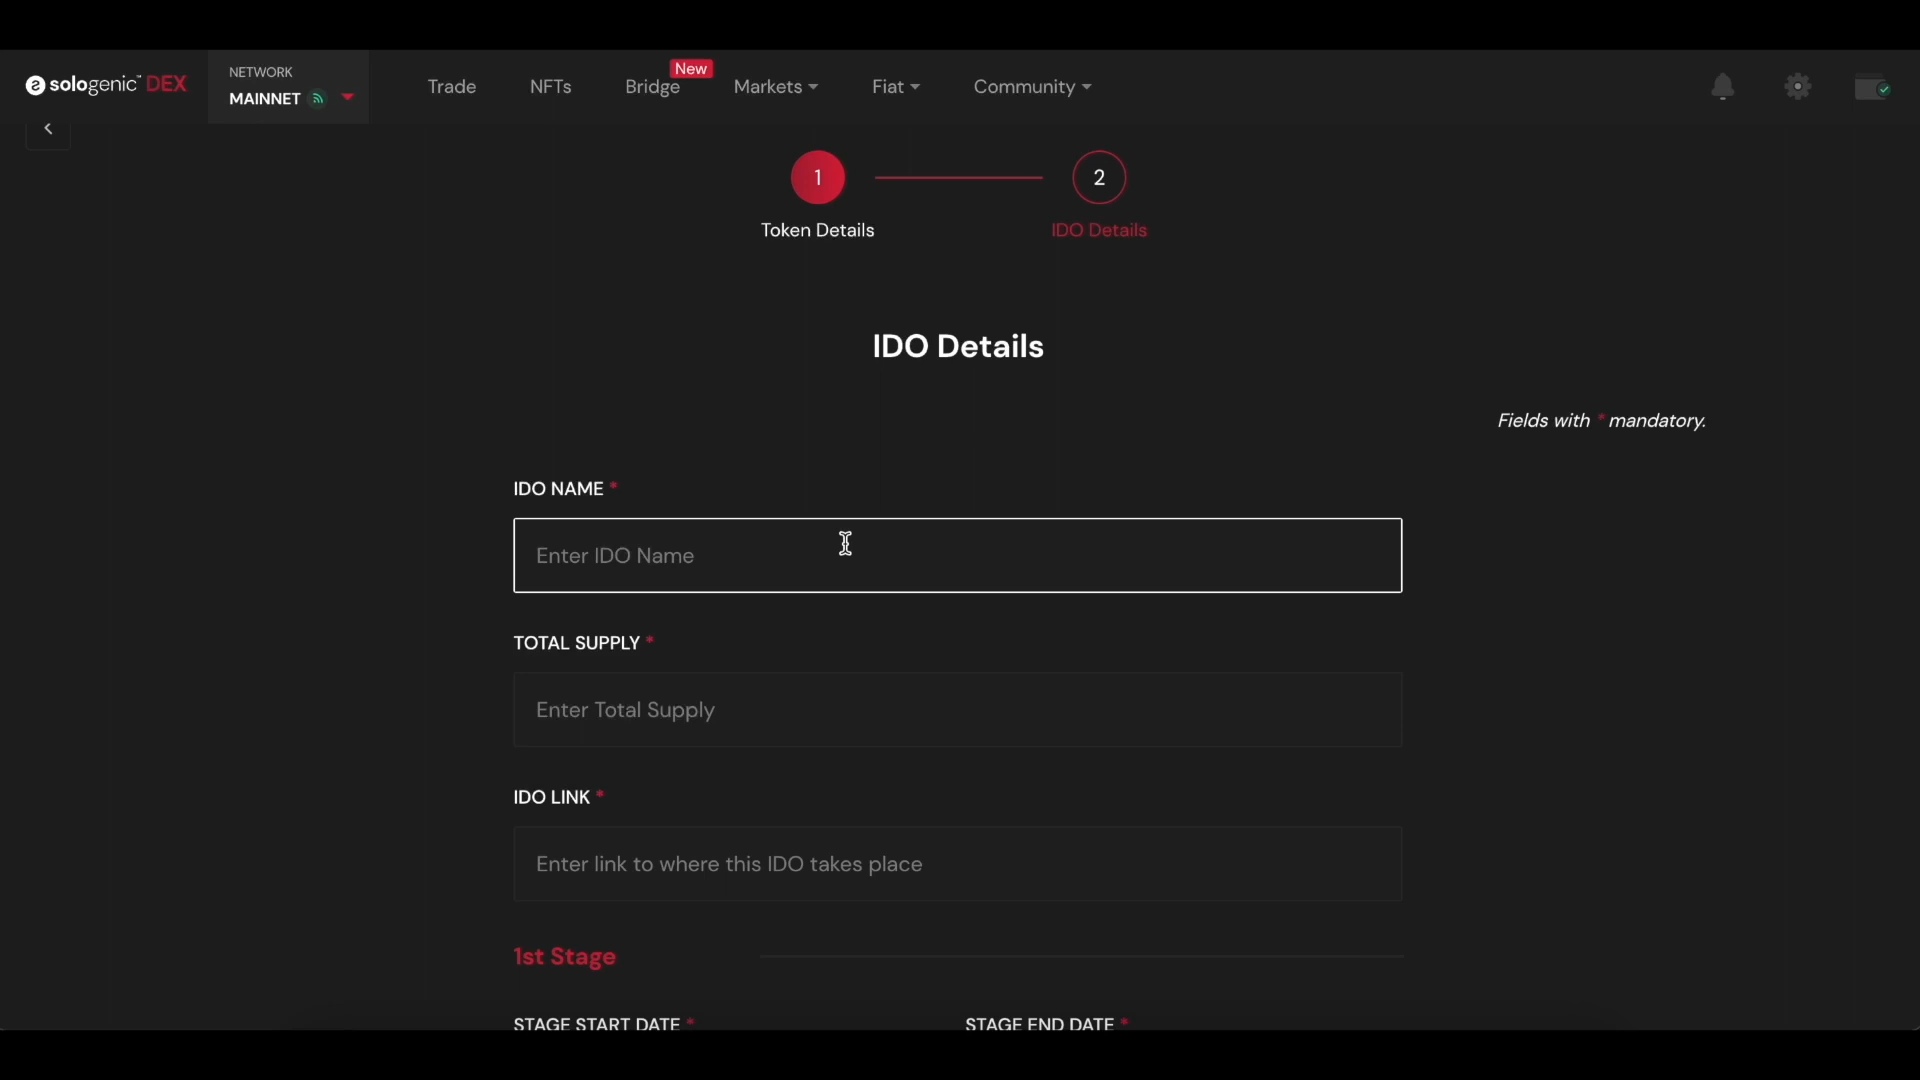 sologenic™ DEX
NETWORK
MAINNET
Trade
NFTs
Bridge
New
Markets
Fiat
Community
1
2
Token Details
IDO Details
IDO Details
Fields with * mandatory.
IDO NAME *
Enter IDO Name
TOTAL SUPPLY *
Enter Total Supply
IDO LINK *
Enter link to where this IDO takes place
1st Stage
STAGE START DATE *
STAGE END DATE *